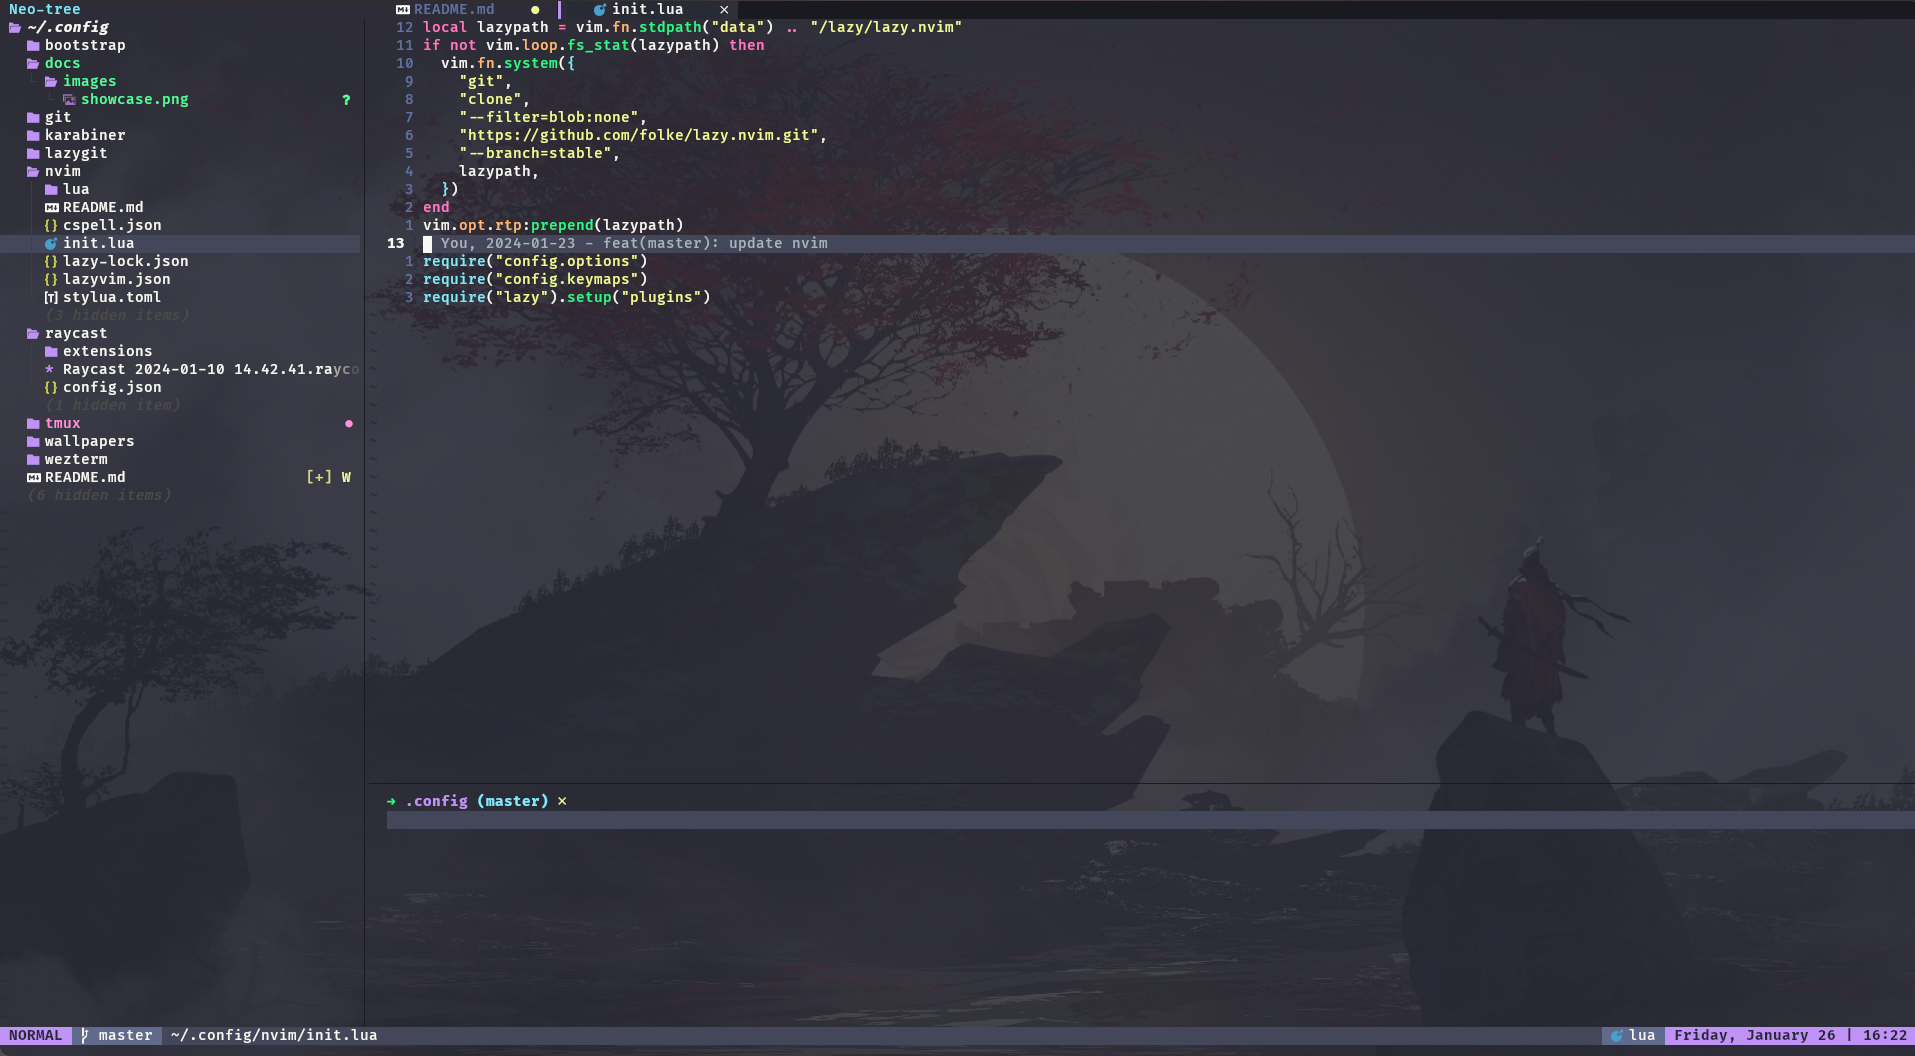 Neo-tree
~/.config
bootstrap
docs
images
showcase.png ?
git
karabiner
lazygit
nvim
lua
README.md
cspell.json
init.lua
lazy-lock.json
lazyvim.json
stylua.toml
(3 hidden items)
raycast
extensions
* Raycast 2024-01-10 14.42.41.rayco
config.json
(1 hidden item)
tmux ●
wallpapers
wezterm
README.md [+] W
(6 hidden items)
README.md ● init.lua ×
12 local lazypath = vim.fn.stdpath("data") .. "/lazy/lazy.nvim"
11 if not vim.loop.fs_stat(lazypath) then
10 vim.fn.system({
9 "git",
8 "clone",
7 "--filter=blob:none",
6 "https://github.com/folke/lazy.nvim.git",
5 "--branch=stable",
4 lazypath,
3 })
2 end
1 vim.opt.rtp:prepend(lazypath)
13 You, 2024-01-23 - feat(master): update nvim
1 require("config.options")
2 require("config.keymaps")
3 require("lazy").setup("plugins")
→ .config (master) ×
NORMAL master ~/.config/nvim/init.lua lua Friday, January 26 | 16:22